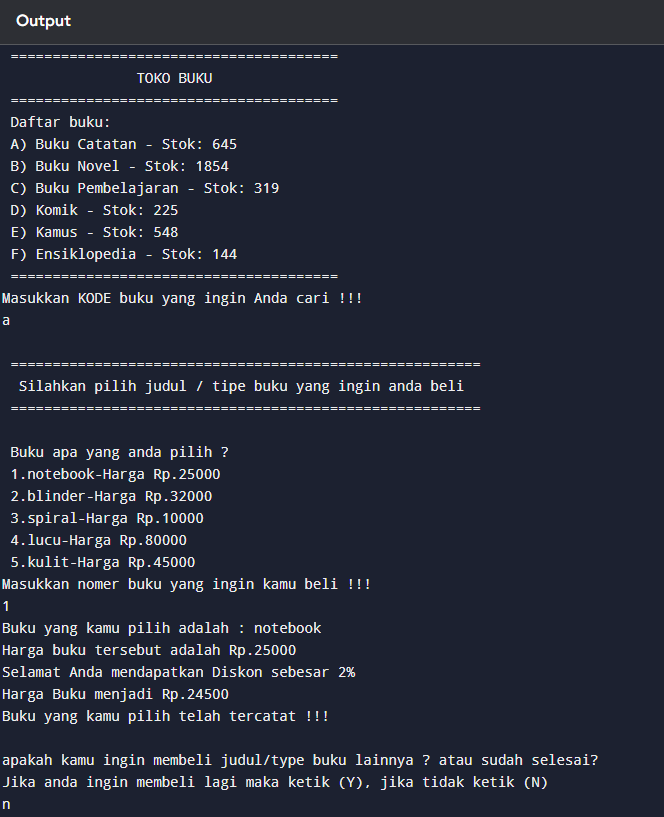 Output
=======================================
TOKO BUKU
=======================================
Daftar buku:
A) Buku Catatan - Stok: 645
B) Buku Novel - Stok: 1854
C) Buku Pembelajaran - Stok: 319
D) Komik - Stok: 225
E) Kamus - Stok: 548
F) Ensiklopedia - Stok: 144
=======================================
Masukkan KODE buku yang ingin Anda cari !!!
a
========================================================
Silahkan pilih judul / tipe buku yang ingin anda beli
========================================================
Buku apa yang anda pilih ?
1.notebook-Harga Rp.25000
2.blinder-Harga Rp.32000
3.spiral-Harga Rp.10000
4.lucu-Harga Rp.80000
5.kulit-Harga Rp.45000
Masukkan nomer buku yang ingin kamu beli !!!
1
Buku yang kamu pilih adalah : notebook
Harga buku tersebut adalah Rp.25000
Selamat Anda mendapatkan Diskon sebesar 2%
Harga Buku menjadi Rp.24500
Buku yang kamu pilih telah tercatat !!!
apakah kamu ingin membeli judul/type buku lainnya ? atau sudah selesai?
Jika anda ingin membeli lagi maka ketik (Y), jika tidak ketik (N)
n